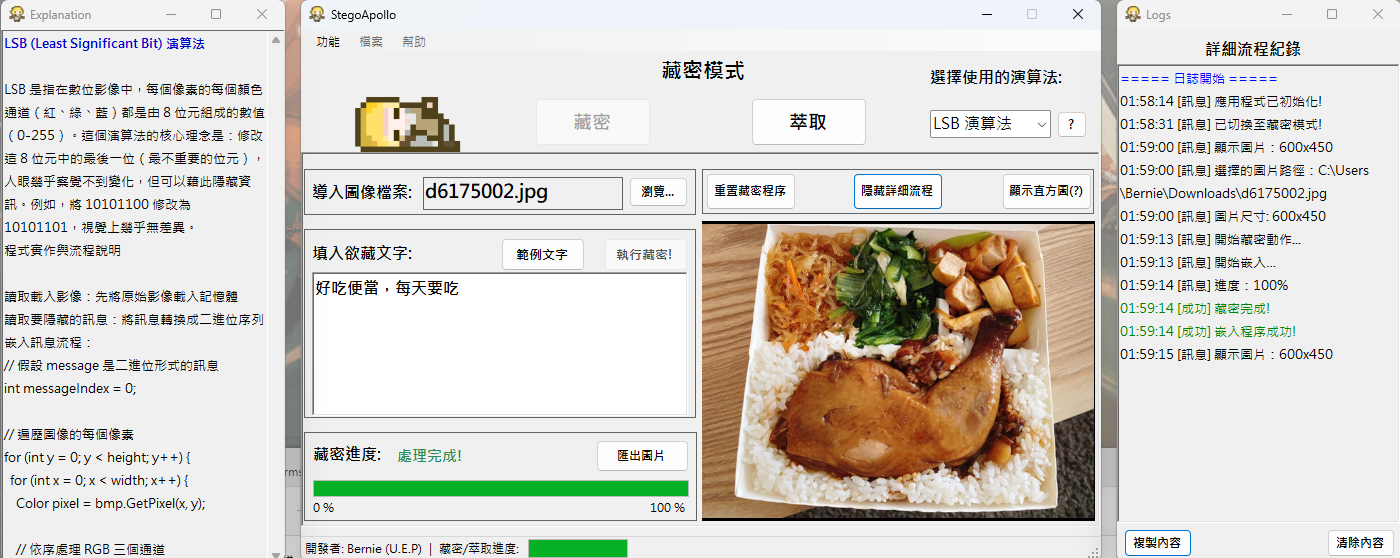 Explanation
LSB (Least Significant Bit) 演算法
LSB 是指在數位影像中，每個像素的每個顏色
通道（紅、綠、藍）都是由 8 位元組成的數值
（0–255）。這個演算法的核心理念是：修改
這 8 位元中的最後一位（最不重要的位元），
人眼幾乎察覺不到變化，但可以藉此隱藏資
訊。例如，將 10101100 修改為
10101101，視覺上幾乎無差異。
程式實作與流程說明
讀取載入影像：先將原始影像載入記憶體
讀取要隱藏的訊息：將訊息轉換成二進位序列
嵌入訊息流程：
// 假設 message 是二進位形式的訊息
int messageIndex = 0;
// 遍歷圖像的每個像素
for (int y = 0; y < height; y++) {
for (int x = 0; x < width; x++) {
Color pixel = bmp.GetPixel(x, y);
// 依序處理 RGB 三個通道
StegoApollo
功能 檔案 幫助
藏密模式
藏密
萃取
選擇使用的演算法:
LSB 演算法
?
導入圖像檔案:
d6175002.jpg
瀏覽...
重置藏密程序
隱藏詳細流程
顯示直方圖(?)
填入欲藏文字:
範例文字
執行藏密!
好吃便當，每天要吃
藏密進度:
處理完成!
匯出圖片
0 %
100 %
開發者: Bernie (U.E.P) | 藏密/萃取進度:
Logs
詳細流程紀錄
===== 日誌開始 =====
01:58:14 [訊息] 應用程式已初始化!
01:58:31 [訊息] 已切換至藏密模式!
01:59:00 [訊息] 顯示圖片：600x450
01:59:00 [訊息] 選擇的圖片路徑：C:\Users
\Bernie\Downloads\d6175002.jpg
01:59:00 [訊息] 圖片尺寸: 600x450
01:59:13 [訊息] 開始藏密動作...
01:59:13 [訊息] 開始嵌入...
01:59:14 [訊息] 進度：100%
01:59:14 [成功] 藏密完成!
01:59:14 [成功] 嵌入程序成功!
01:59:15 [訊息] 顯示圖片：600x450
複製內容
清除內容